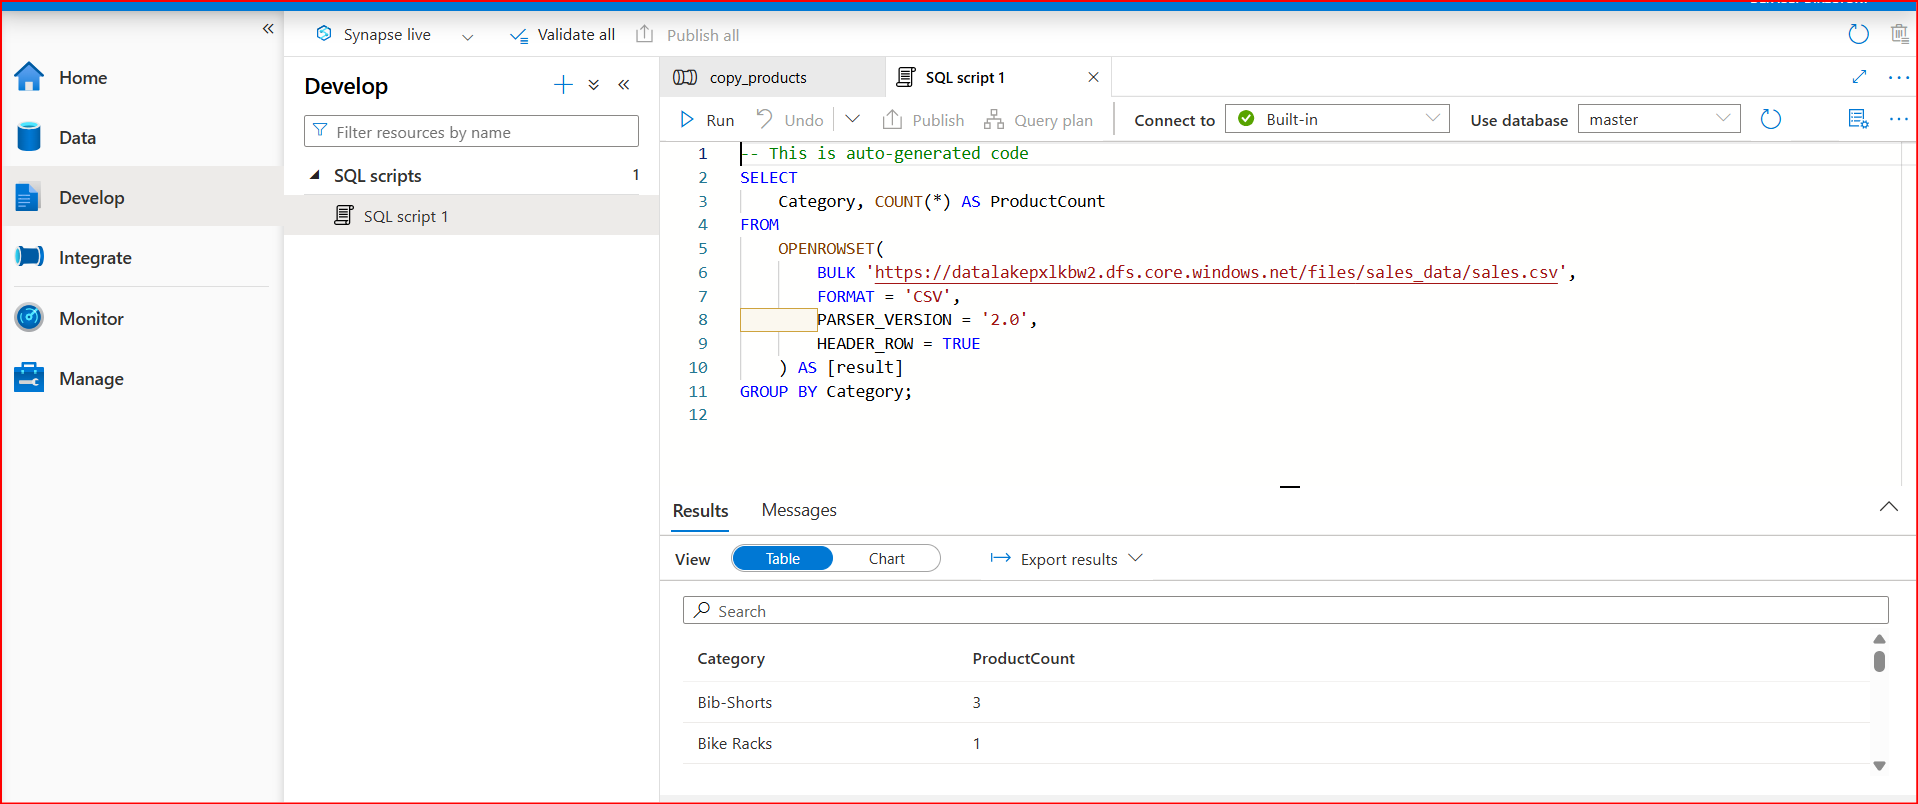 Synapse live
Validate all
Publish all
Home
Data
Develop
Integrate
Monitor
Manage
Develop
Filter resources by name
SQL scripts 1
SQL script 1
copy_products
SQL script 1
Run
Undo
Publish
Query plan
Connect to
Built-in
Use database
master
1 -- This is auto-generated code
2 SELECT
3 Category, COUNT(*) AS ProductCount
4 FROM
5 OPENROWSET(
6 BULK 'https://datalakepxlkbw2.dfs.core.windows.net/files/sales_data/sales.csv',
7 FORMAT = 'CSV',
8 PARSER_VERSION = '2.0',
9 HEADER_ROW = TRUE
10 ) AS [result]
11 GROUP BY Category;
12
Results
Messages
View
Table
Chart
Export results
Search
Category ProductCount
Bib-Shorts 3
Bike Racks 1